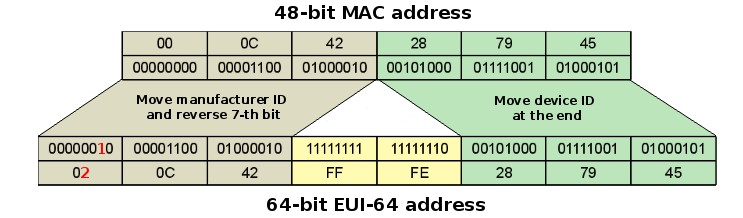 48-bit MAC address
00 0C 42 28 79 45
00000000 00001100 01000010 00101000 01111001 01000101
Move manufacturer ID
and reverse 7-th bit
Move device ID
at the end
00000010 00001100 01000010 11111111 11111110 00101000 01111001 01000101
02 0C 42 FF FE 28 79 45
64-bit EUI-64 address